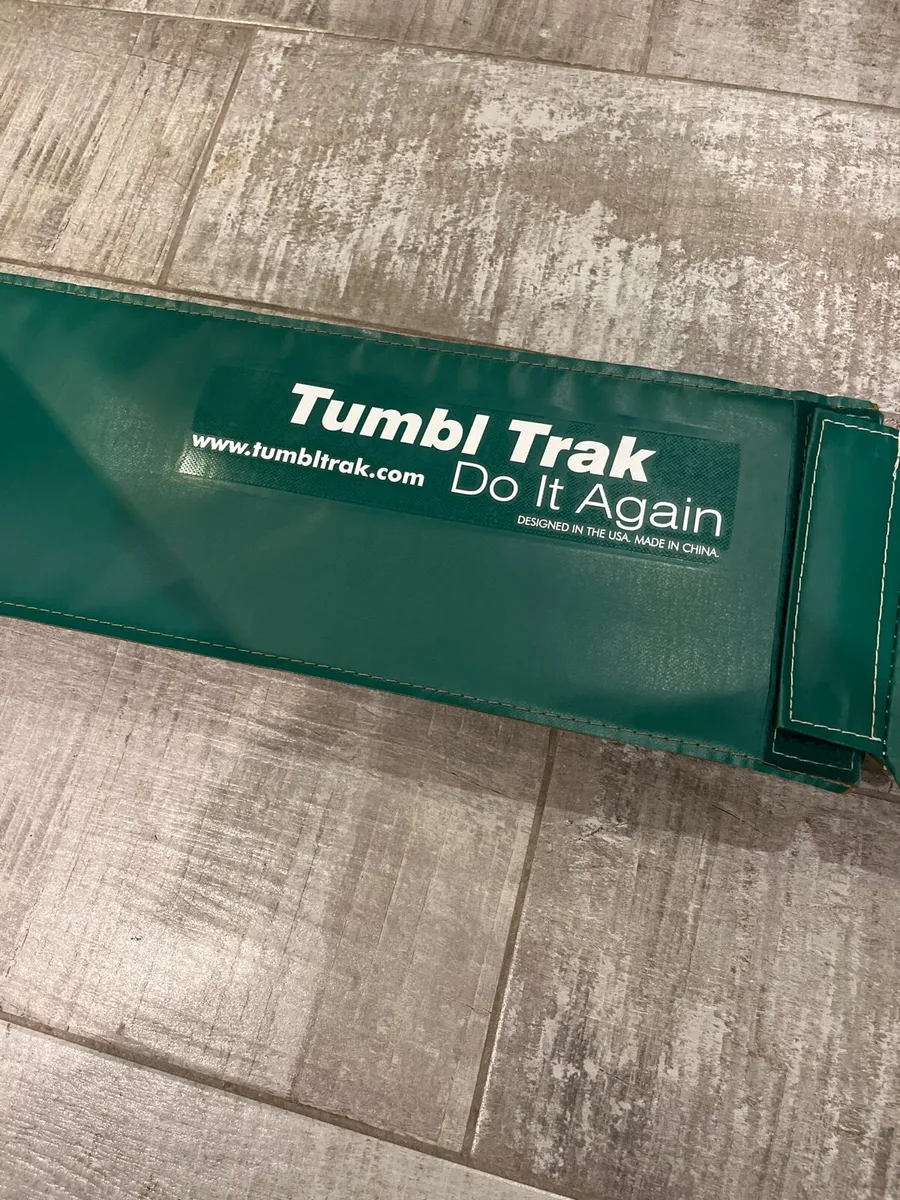 Tumbl Trak
www.tumbltrak.com
Do It Again
DESIGNED IN THE USA. MADE IN CHINA.